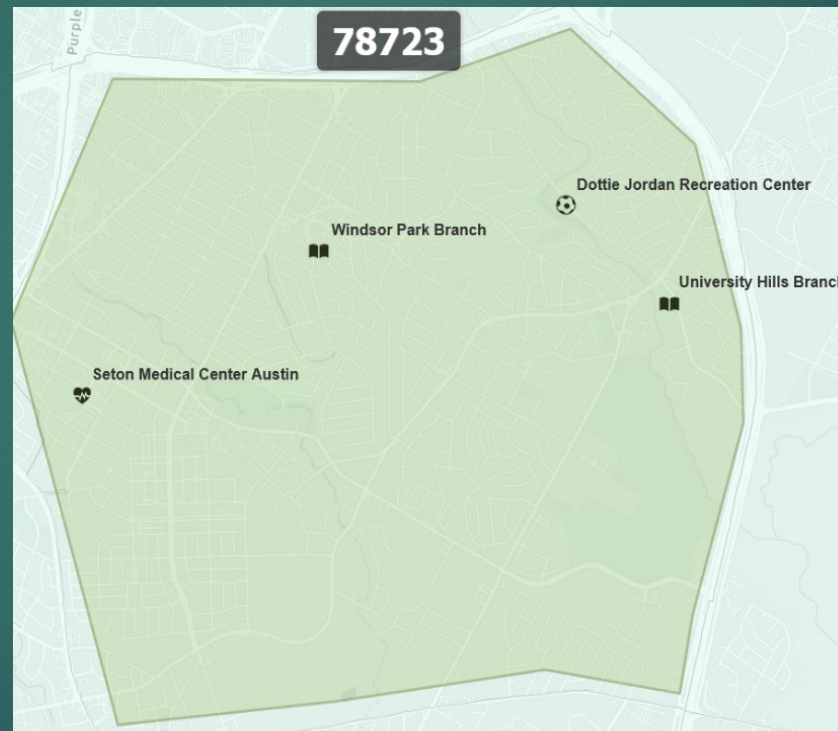 78723
Purple
Dottie Jordan Recreation Center
Windsor Park Branch
University Hills Branch
Seton Medical Center Austin